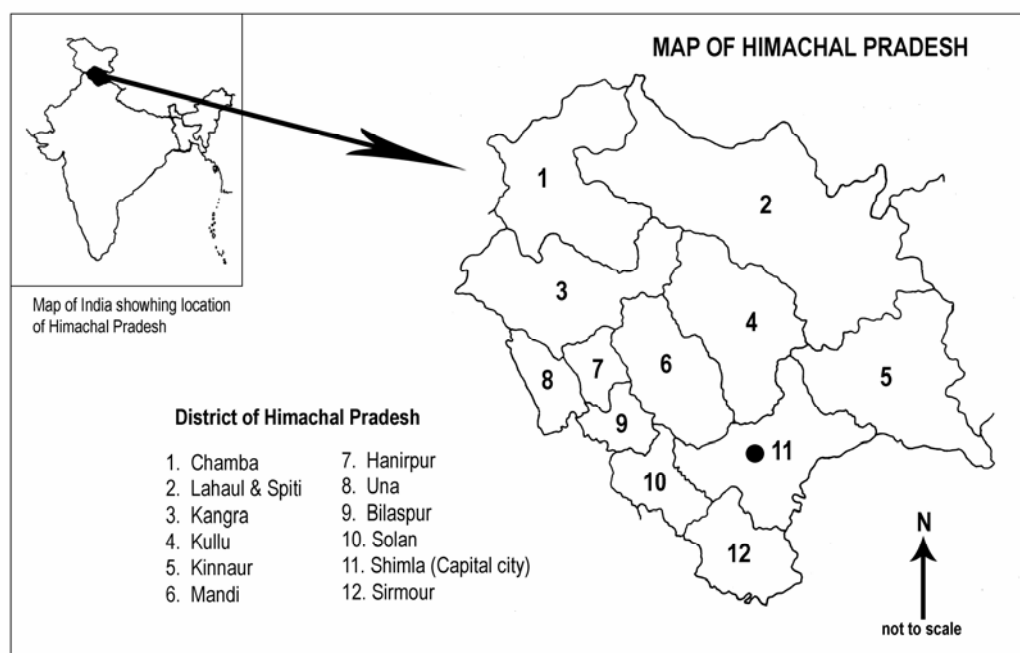 MAP OF HIMACHAL PRADESH
1
2
3
4
5
6
7
8
9
10
11
12
Map of India showhing location
of Himachal Pradesh
District of Himachal Pradesh
1. Chamba
2. Lahaul & Spiti
3. Kangra
4. Kullu
5. Kinnaur
6. Mandi
7. Hanirpur
8. Una
9. Bilaspur
10. Solan
11. Shimla (Capital city)
12. Sirmour
N
not to scale